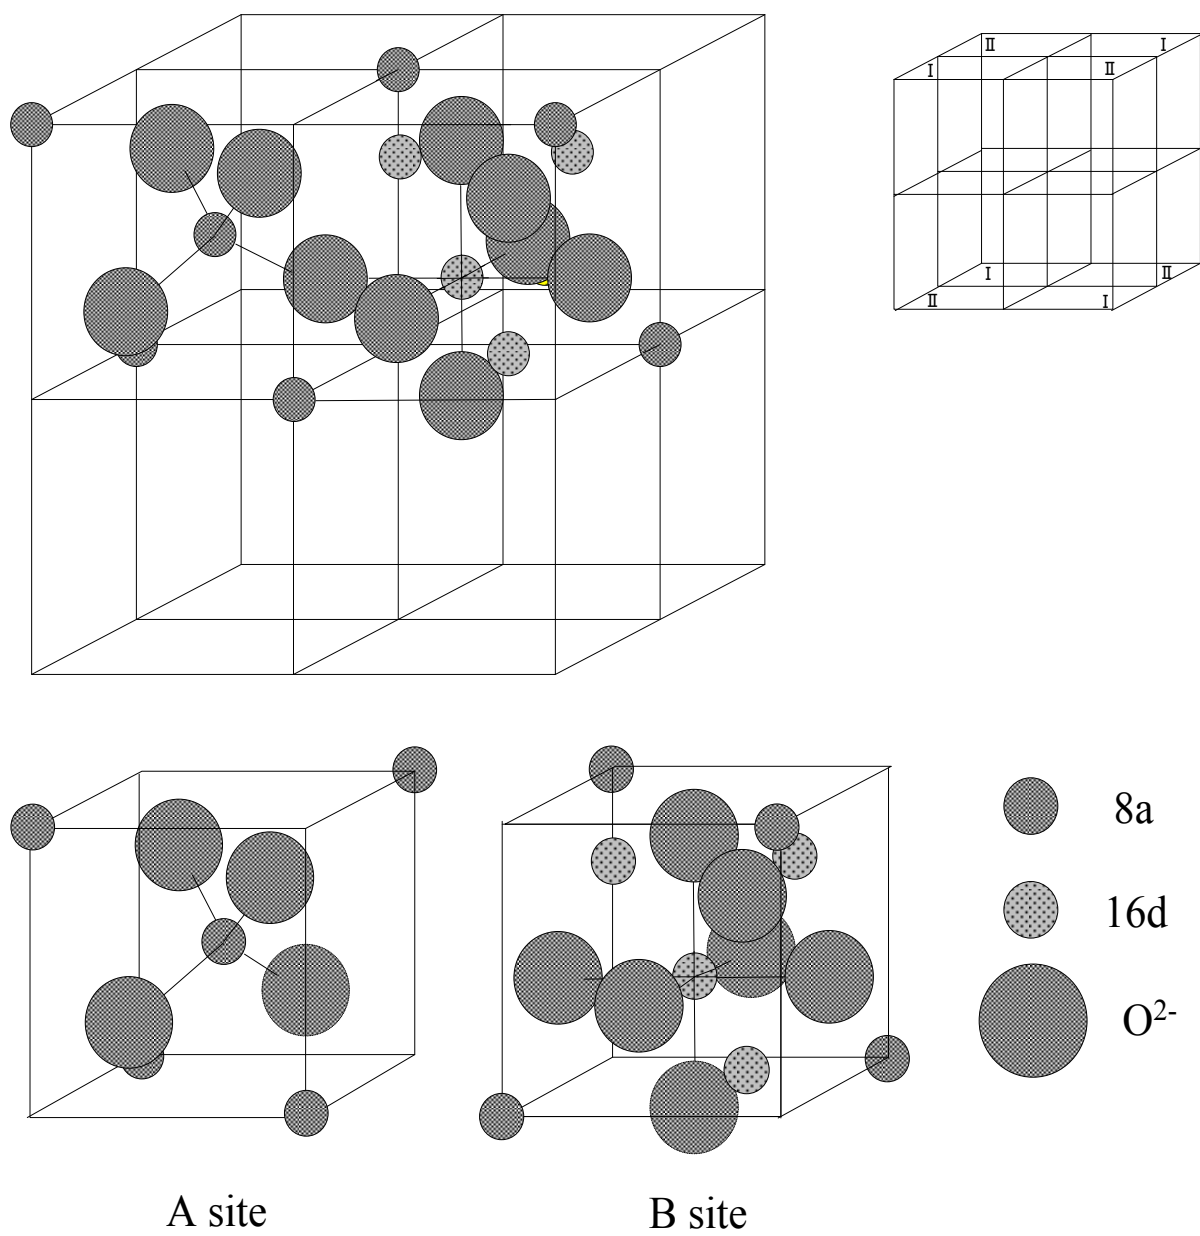 Ⅱ Ⅰ
Ⅰ Ⅱ
Ⅰ Ⅱ
Ⅱ Ⅰ
8a
16d
O²⁻
A site B site